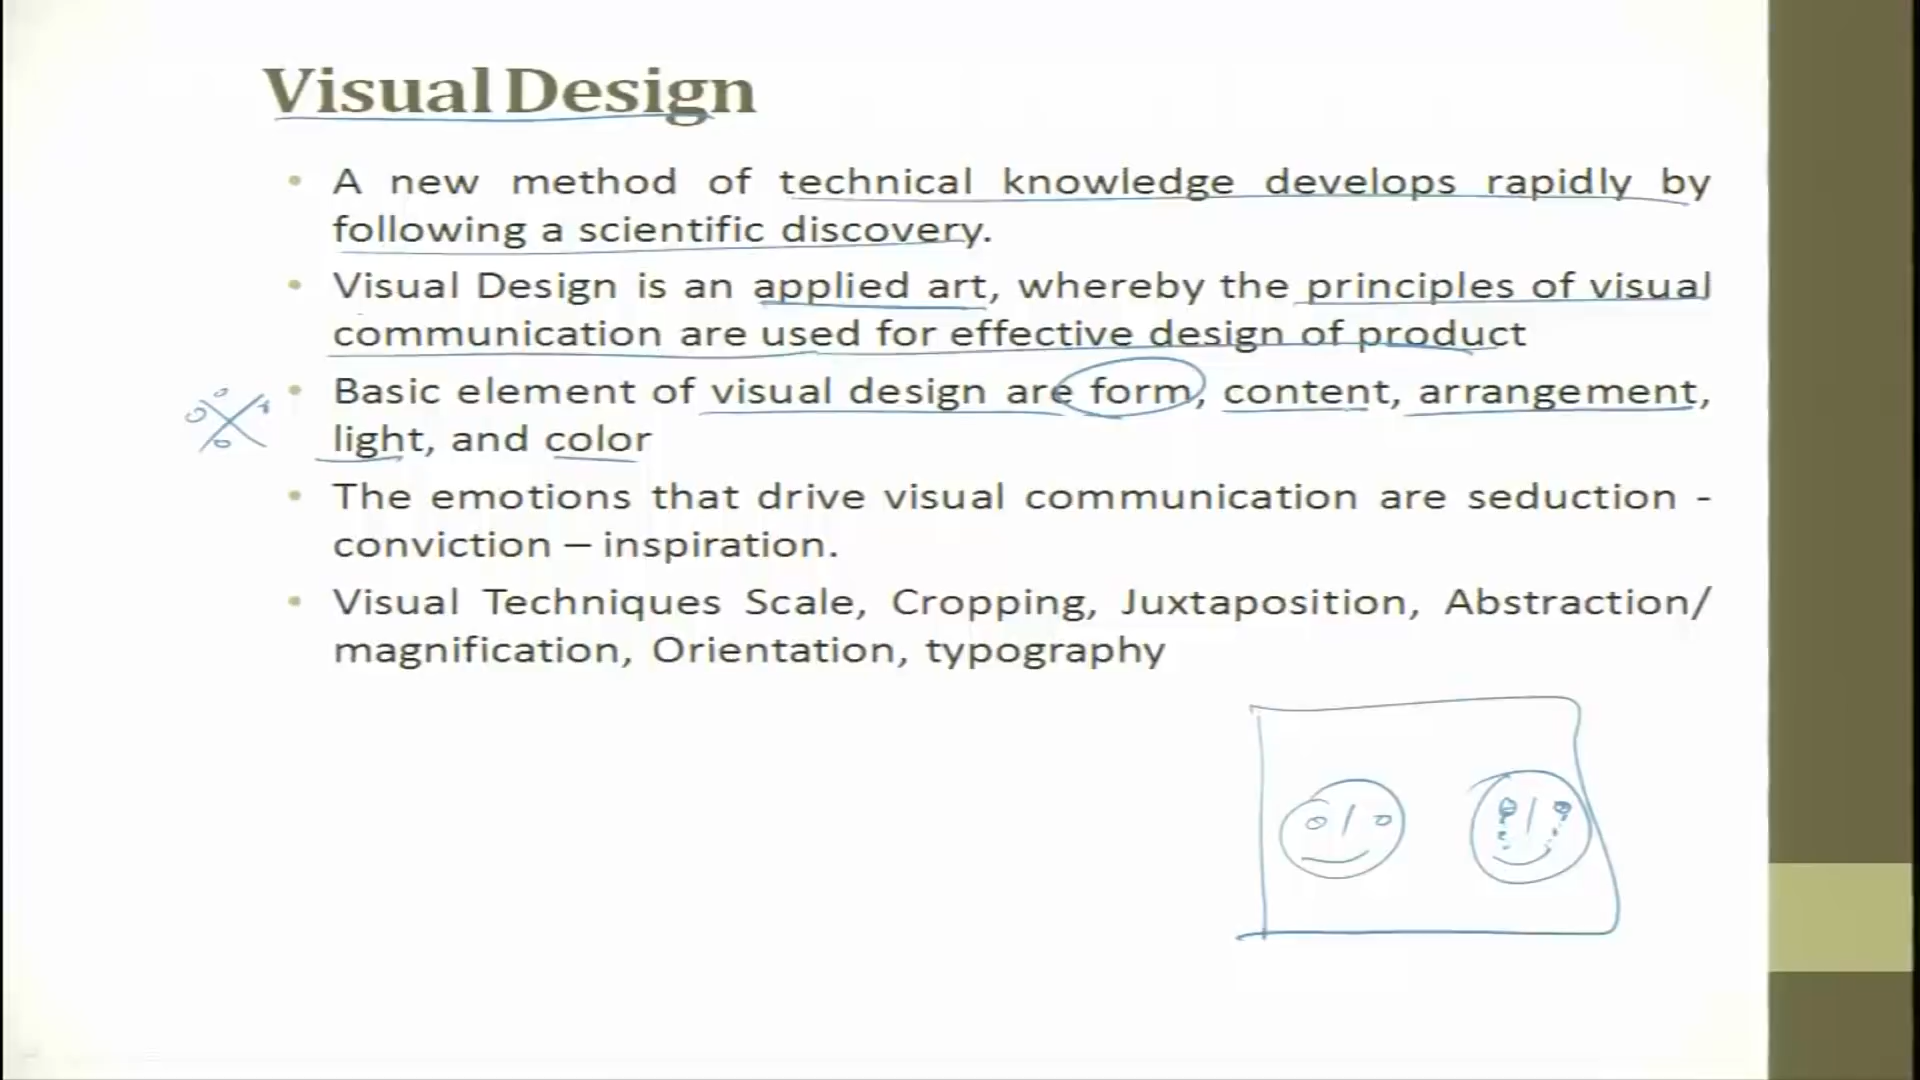 Visual Design
• A new method of technical knowledge develops rapidly by
following a scientific discovery.
• Visual Design is an applied art, whereby the principles of visual
communication are used for effective design of product
• Basic element of visual design are form, content, arrangement,
light, and color
• The emotions that drive visual communication are seduction -
conviction – inspiration.
• Visual Techniques Scale, Cropping, Juxtaposition, Abstraction/
magnification, Orientation, typography